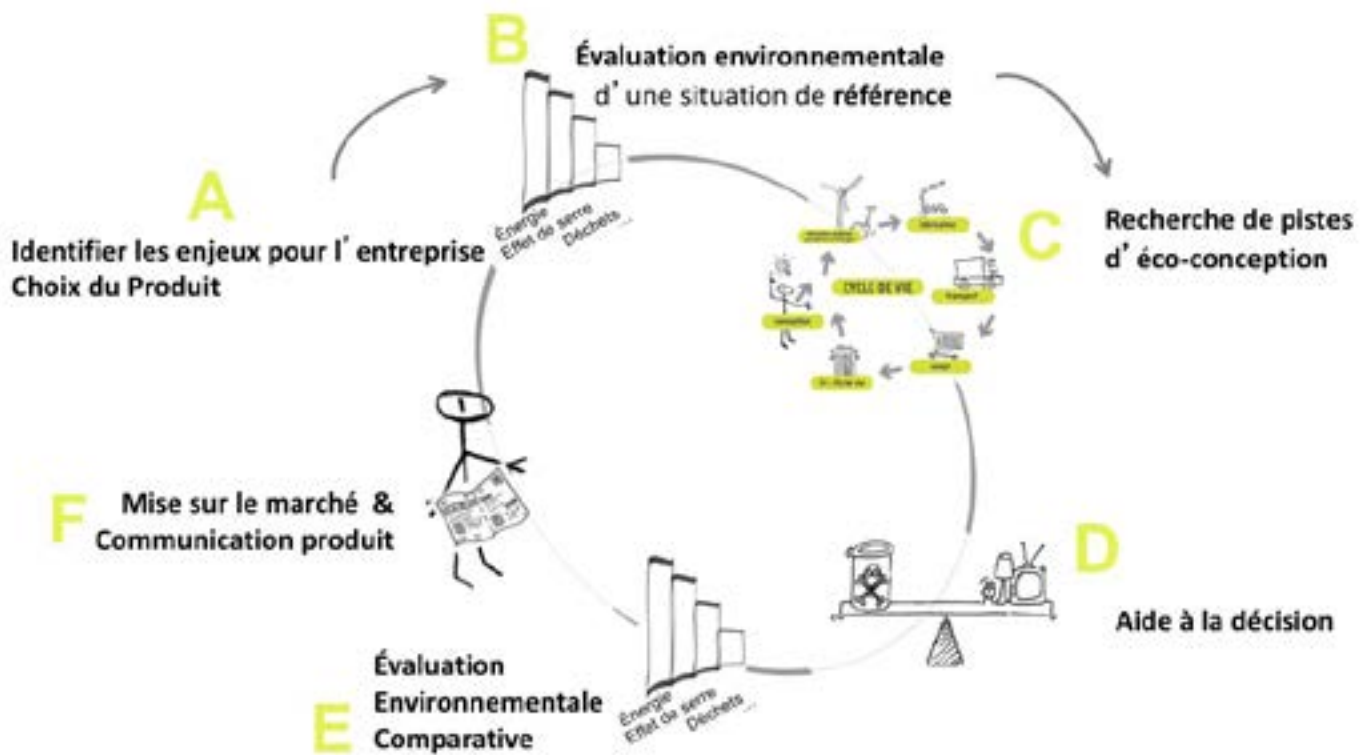 A
Identifier les enjeux pour l' entreprise
Choix du Produit
B
Évaluation environnementale
d' une situation de référence
Énergie
Effet de serre
Déchets...
C
Recherche de pistes
d' éco-conception
CYCLE DE VIE
D
Aide à la décision
E
Évaluation
Environnementale
Comparative
Énergie
Effet de serre
Déchets...
F
Mise sur le marché &
Communication produit